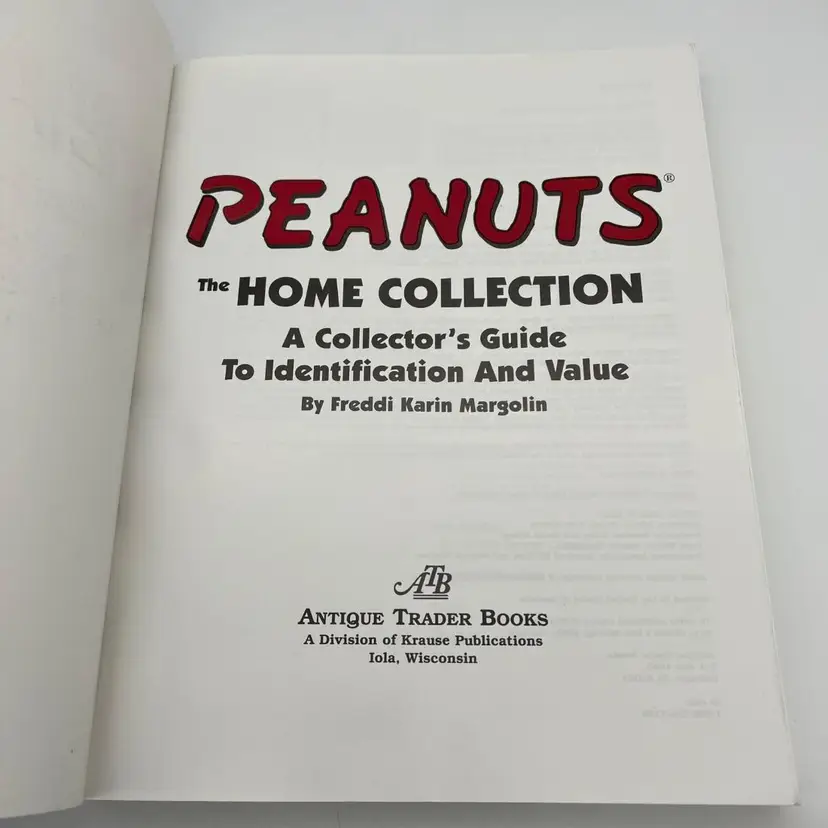 PEANUTS®
The HOME COLLECTION
A Collector's Guide
To Identification And Value
By Freddi Karin Margolin
ATB
ANTIQUE TRADER BOOKS
A Division of Krause Publications
Iola, Wisconsin